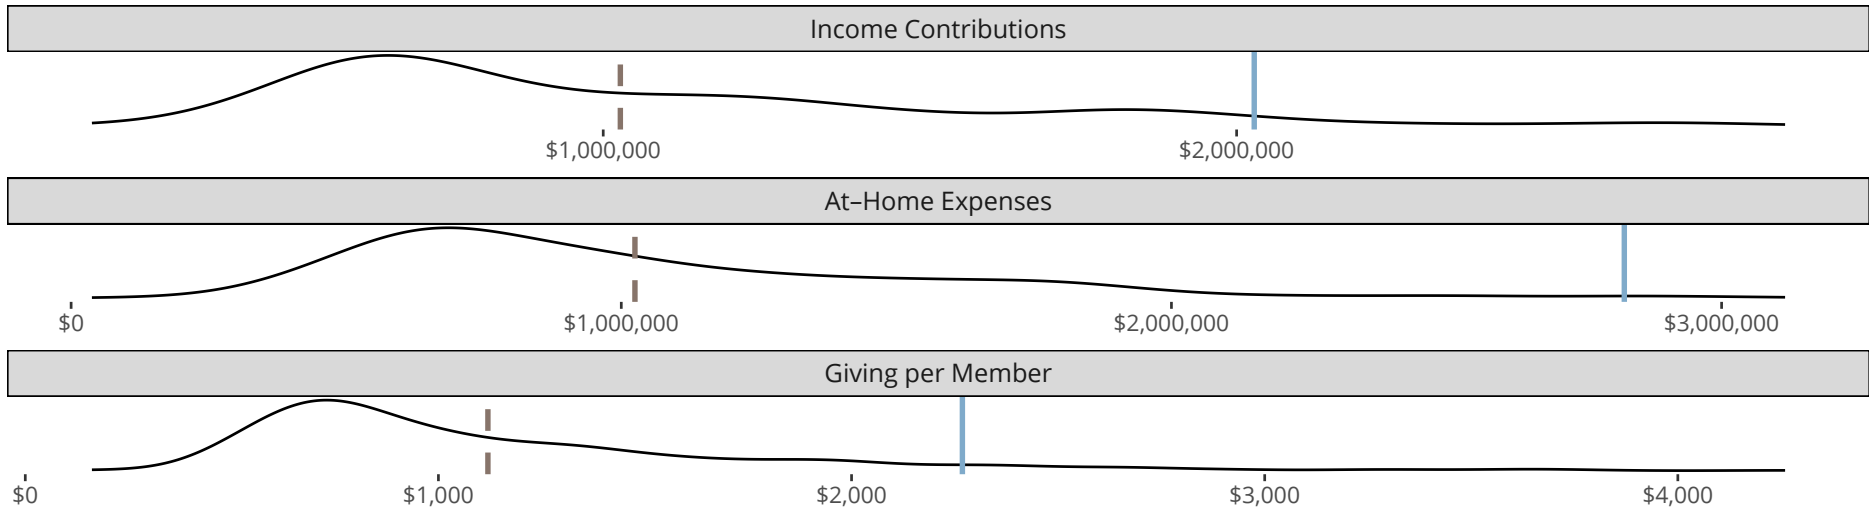 Income Contributions
$1,000,000 $2,000,000
At–Home Expenses
$0 $1,000,000 $2,000,000 $3,000,000
Giving per Member
$0 $1,000 $2,000 $3,000 $4,000